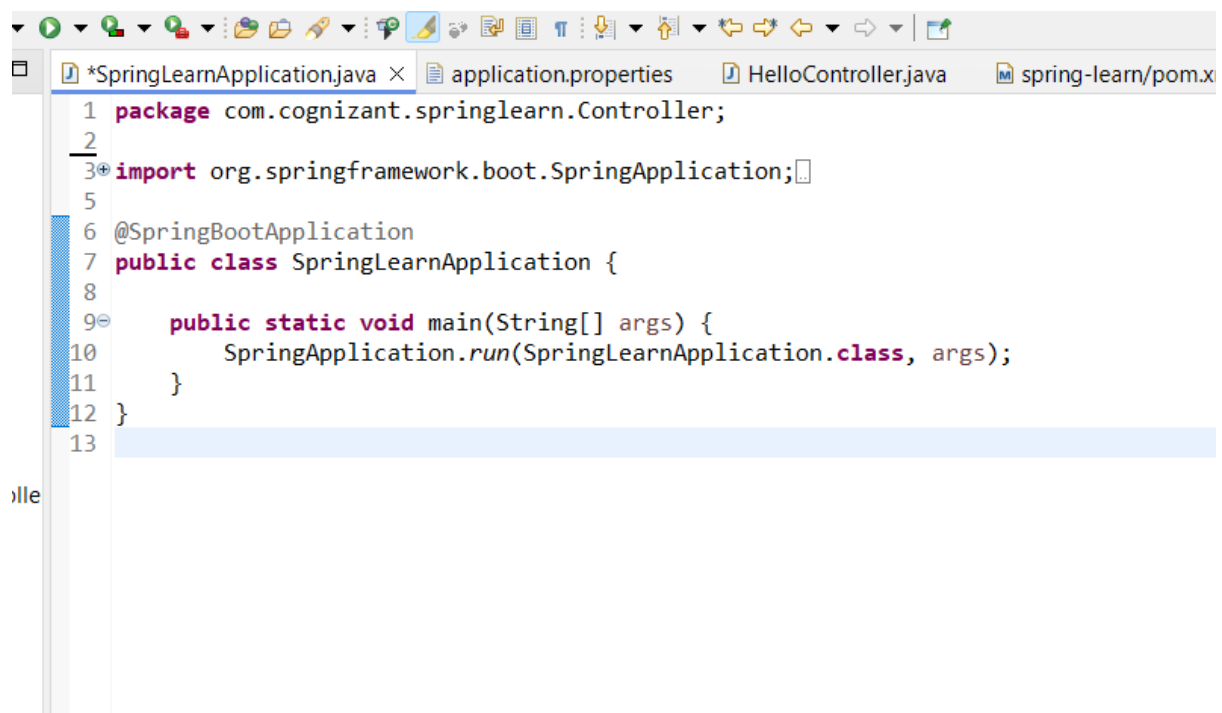 *SpringLearnApplication.java application.properties HelloController.java spring-learn/pom.x
1 package com.cognizant.springlearn.Controller;
2
3 import org.springframework.boot.SpringApplication;
5
6 @SpringBootApplication
7 public class SpringLearnApplication {
8
9 public static void main(String[] args) {
10 SpringApplication.run(SpringLearnApplication.class, args);
11 }
12 }
13
olle